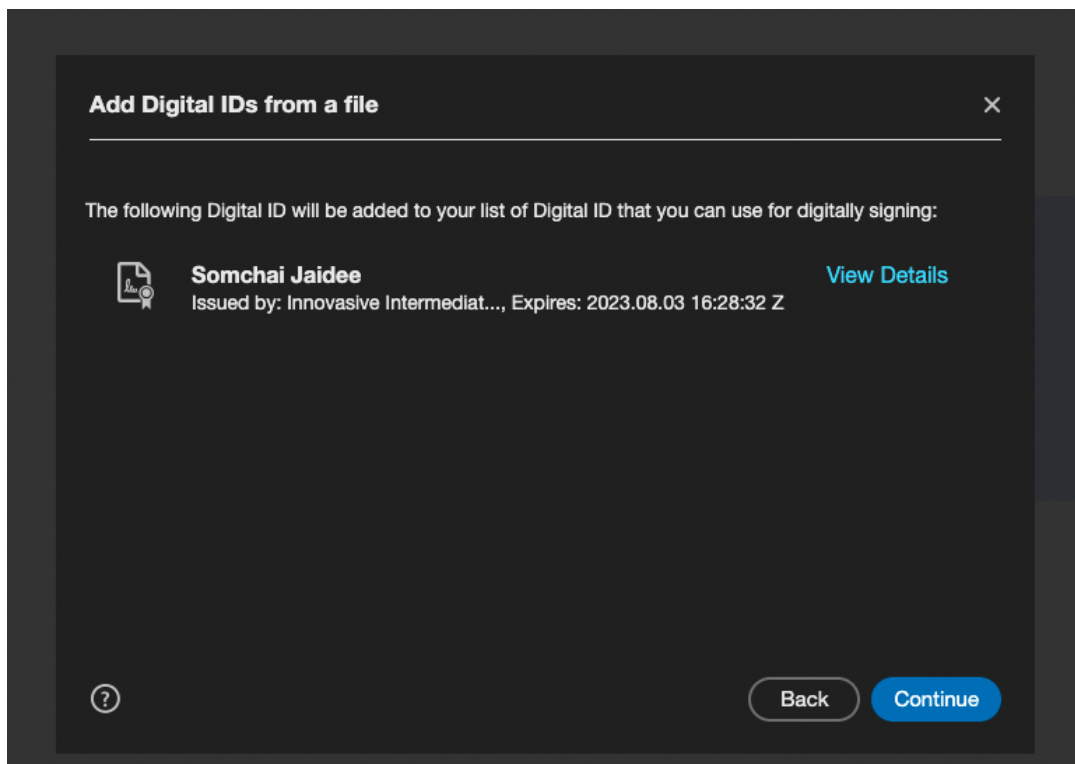 Add Digital IDs from a file
The following Digital ID will be added to your list of Digital ID that you can use for digitally signing:
Somchai Jaidee
View Details
Issued by: Innovasive Intermediat..., Expires: 2023.08.03 16:28:32 Z
?
Back
Continue